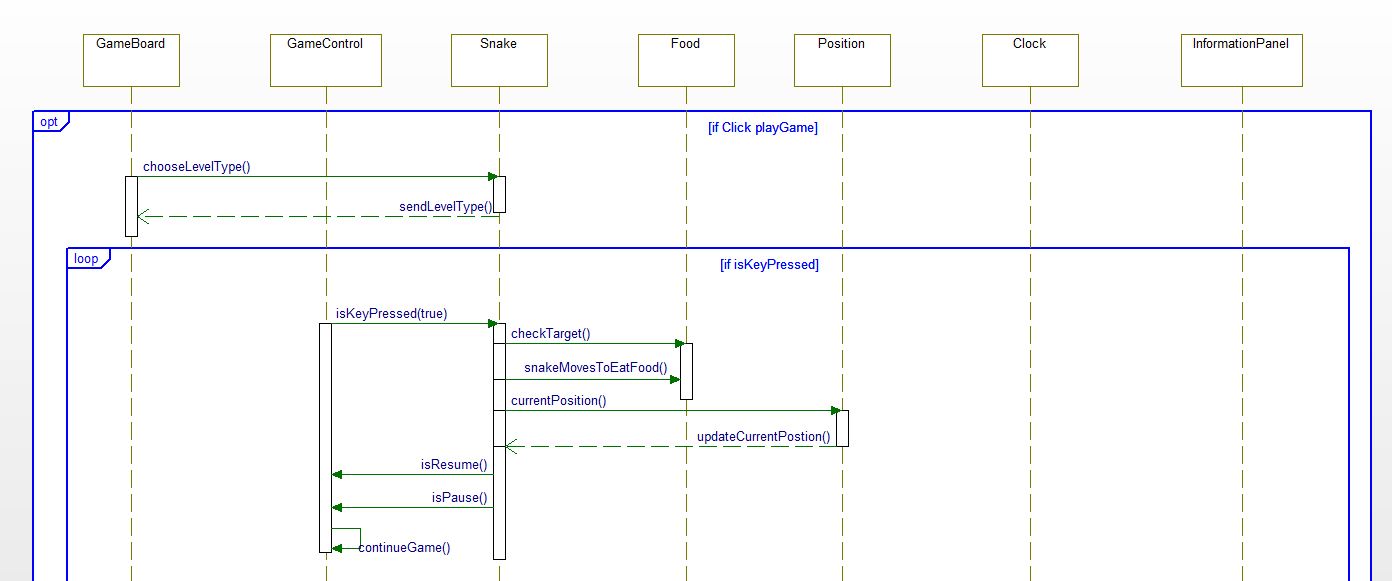 GameBoard
GameControl
Snake
Food
Position
Clock
InformationPanel
opt
[if Click playGame]
chooseLevelType()
sendLevelType()
loop
[if isKeyPressed]
isKeyPressed(true)
checkTarget()
snakeMovesToEatFood()
currentPosition()
updateCurrentPostion()
isResume()
isPause()
continueGame()